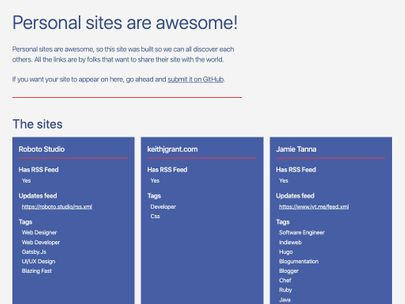 Personal sites are awesome!
Personal sites are awesome, so this site was built so we can all discover each
others. All the links are by folks that want to share their site with the world.
If you want your site to appear on here, go ahead and submit it on GitHub.
The sites
Roboto Studio
Has RSS Feed
Yes
Updates feed
https://roboto.studio/rss.xml
Tags
Web Designer
Web Developer
GatsbyJs
UI/UX Design
Blazing Fast
keithjgrant.com
Has RSS Feed
Yes
Tags
Developer
Css
Jamie Tanna
Has RSS Feed
Yes
Updates feed
https://www.jvt.me/feed.xml
Tags
Software Engineer
Indieweb
Hugo
Blogumentation
Blogger
Chef
Ruby
Java